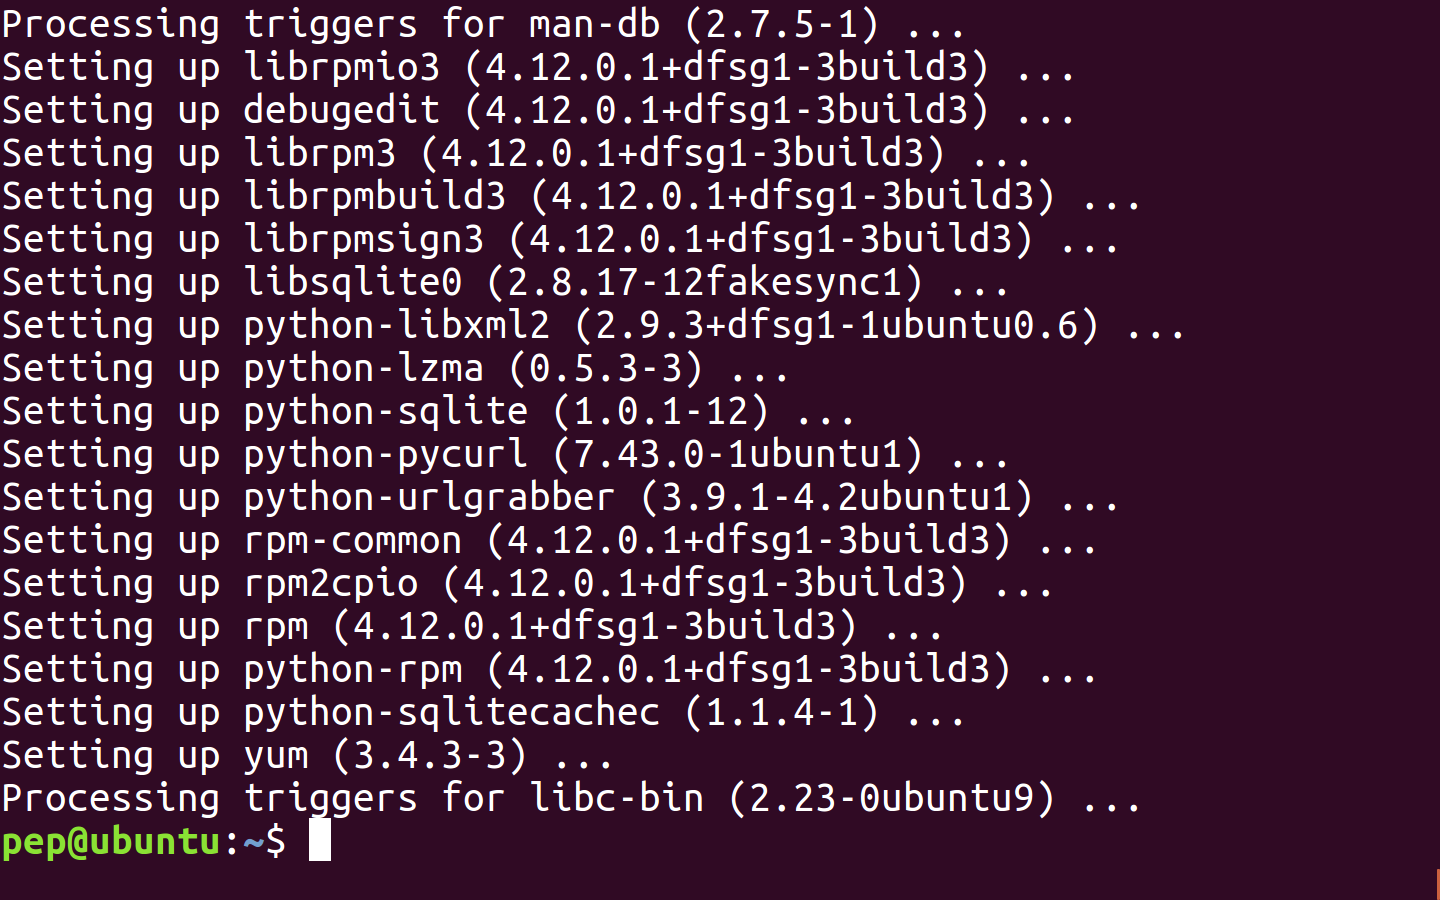 Processing triggers for man-db (2.7.5-1) ...
Setting up librpmio3 (4.12.0.1+dfsg1-3build3) ...
Setting up debugedit (4.12.0.1+dfsg1-3build3) ...
Setting up librpm3 (4.12.0.1+dfsg1-3build3) ...
Setting up librpmbuild3 (4.12.0.1+dfsg1-3build3) ...
Setting up librpmsign3 (4.12.0.1+dfsg1-3build3) ...
Setting up libsqlite0 (2.8.17-12fakesync1) ...
Setting up python-libxml2 (2.9.3+dfsg1-1ubuntu0.6) ...
Setting up python-lzma (0.5.3-3) ...
Setting up python-sqlite (1.0.1-12) ...
Setting up python-pycurl (7.43.0-1ubuntu1) ...
Setting up python-urlgrabber (3.9.1-4.2ubuntu1) ...
Setting up rpm-common (4.12.0.1+dfsg1-3build3) ...
Setting up rpm2cpio (4.12.0.1+dfsg1-3build3) ...
Setting up rpm (4.12.0.1+dfsg1-3build3) ...
Setting up python-rpm (4.12.0.1+dfsg1-3build3) ...
Setting up python-sqlitecachec (1.1.4-1) ...
Setting up yum (3.4.3-3) ...
Processing triggers for libc-bin (2.23-0ubuntu9) ...
pep@ubuntu:~$